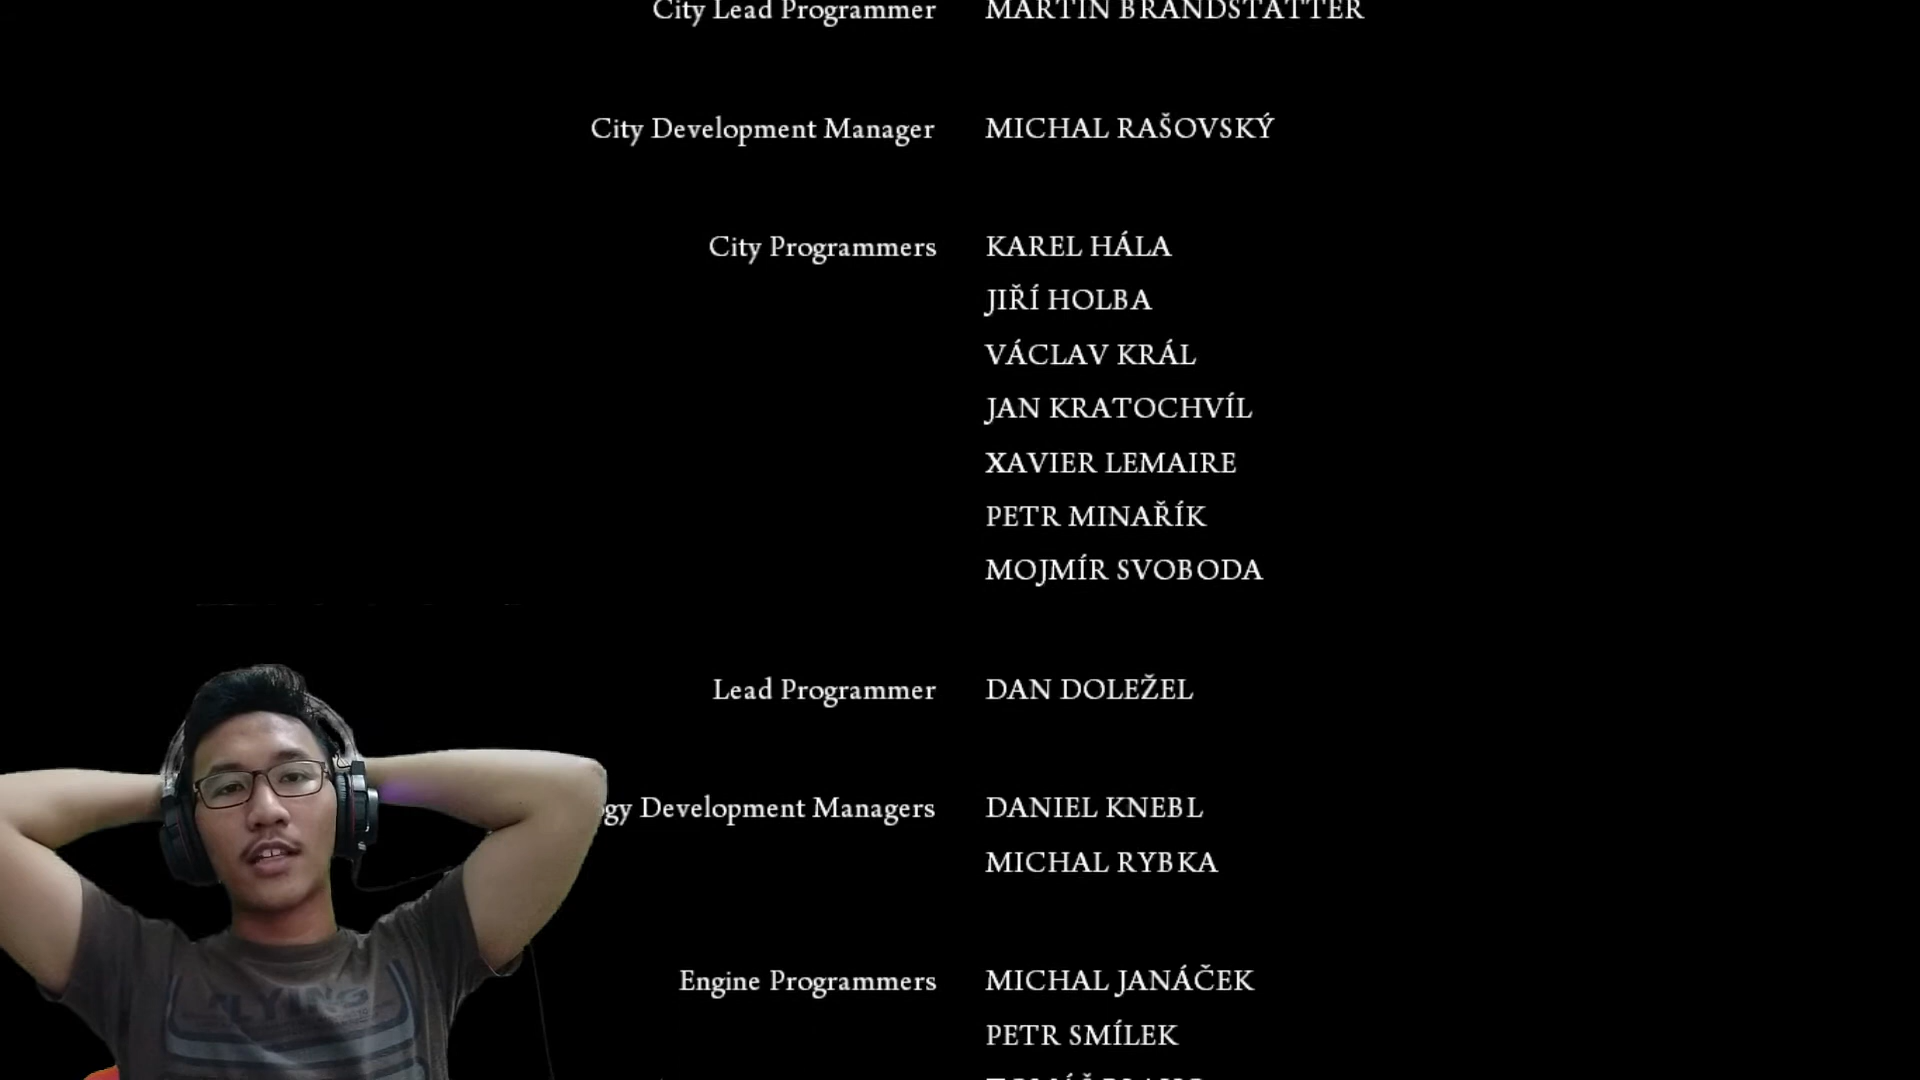 City Lead Programmer MARTIN BRANDSTATTER
City Development Manager MICHAL RAŠOVSKÝ
City Programmers KAREL HÁLA
JIŘÍ HOLBA
VÁCLAV KRÁL
JAN KRATOCHVÍL
XAVIER LEMAIRE
PETR MINAŘÍK
MOJMÍR SVOBODA
Lead Programmer DAN DOLEŽEL
Development Managers DANIEL KNEBL
MICHAL RYBKA
Engine Programmers MICHAL JANÁČEK
PETR SMÍLEK
FLYING